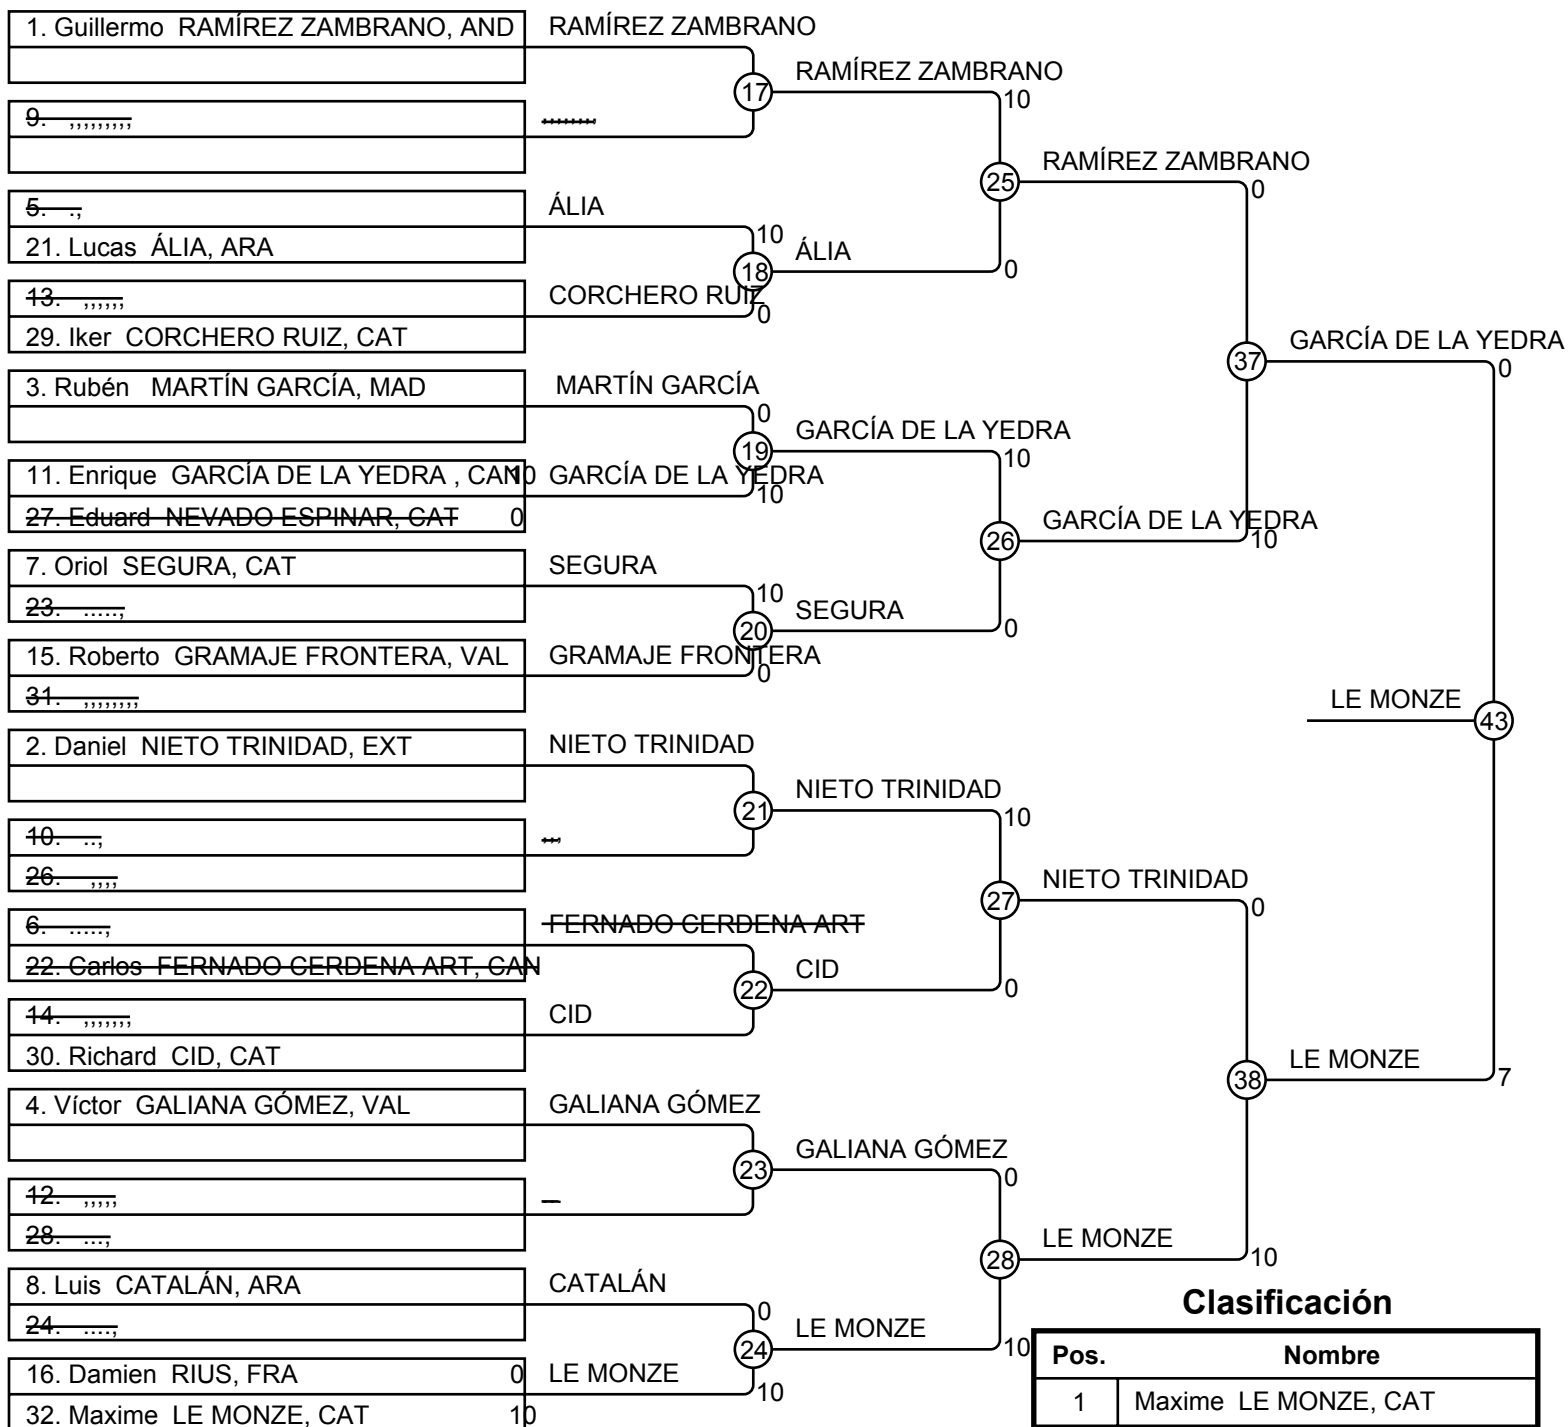 1. Guillermo RAMÍREZ ZAMBRANO, AND
9. ,,,,,,,,,
5. .,
21. Lucas ÁLIA, ARA
13. ,,,,,,
29. Iker CORCHERO RUIZ, CAT
3. Rubén MARTÍN GARCÍA, MAD
11. Enrique GARCÍA DE LA YEDRA , CAN 10
27. Eduard NEVADO ESPINAR, CAT 0
7. Oriol SEGURA, CAT
23. .....,
15. Roberto GRAMAJE FRONTERA, VAL
31. ,,,,,,,,
2. Daniel NIETO TRINIDAD, EXT
10. ..,
26. ,,,,
6. .....,
22. Carlos FERNADO CERDENA ART, CAN
14. ,,,,,,,
30. Richard CID, CAT
4. Víctor GALIANA GÓMEZ, VAL
12. ,,,,,
28. ...,
8. Luis CATALÁN, ARA
24. ....,
16. Damien RIUS, FRA 0
32. Maxime LE MONZE, CAT 10
RAMÍREZ ZAMBRANO
,,,,,,,,,
17
ÁLIA
10
18
CORCHERO RUIZ
0
MARTÍN GARCÍA
0
19
GARCÍA DE LA YEDRA
10
SEGURA
10
20
GRAMAJE FRONTERA
0
NIETO TRINIDAD
21
..,
FERNADO CERDENA ART
22
CID
GALIANA GÓMEZ
23
CATALÁN
0
24
LE MONZE
10
RAMÍREZ ZAMBRANO
10
25
ÁLIA
0
GARCÍA DE LA YEDRA
10
26
SEGURA
0
NIETO TRINIDAD
10
27
CID
0
GALIANA GÓMEZ
0
28
LE MONZE
10
RAMÍREZ ZAMBRANO
0
37
GARCÍA DE LA YEDRA
10
NIETO TRINIDAD
0
38
LE MONZE
10
GARCÍA DE LA YEDRA
0
LE MONZE
43
LE MONZE
7
Clasificación
Pos. Nombre
1 Maxime LE MONZE, CAT